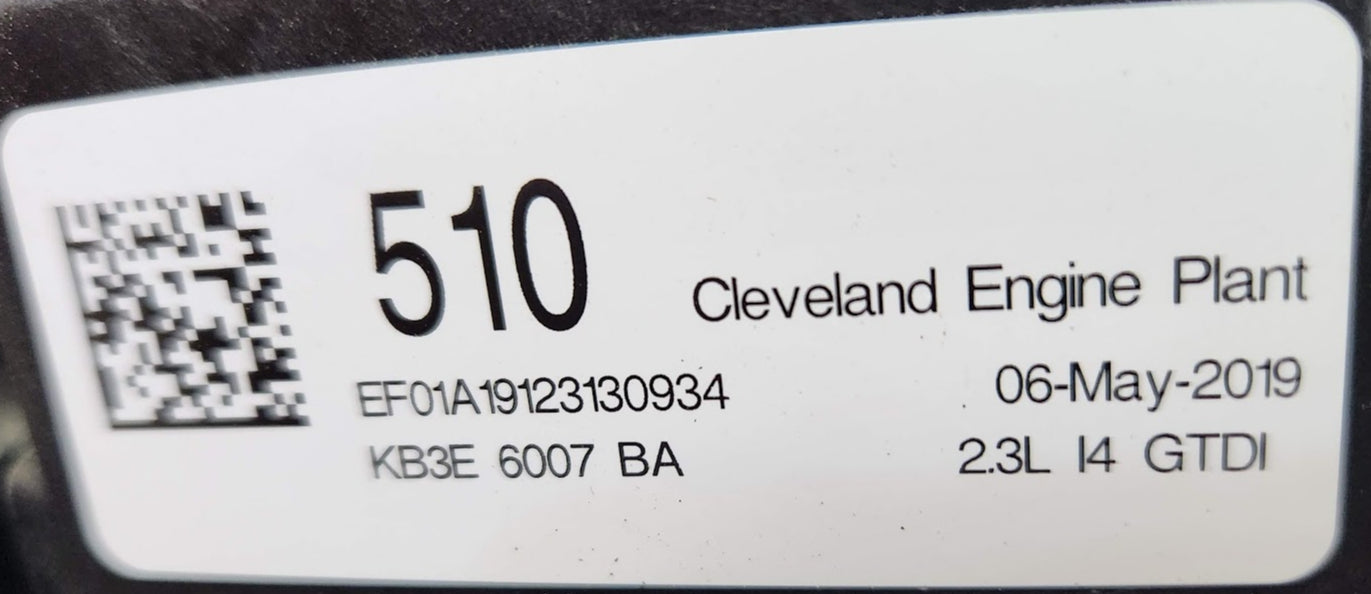 510
Cleveland Engine Plant
EF01A19123130934
06-May-2019
KB3E 6007 BA
2.3L I4 GTDI